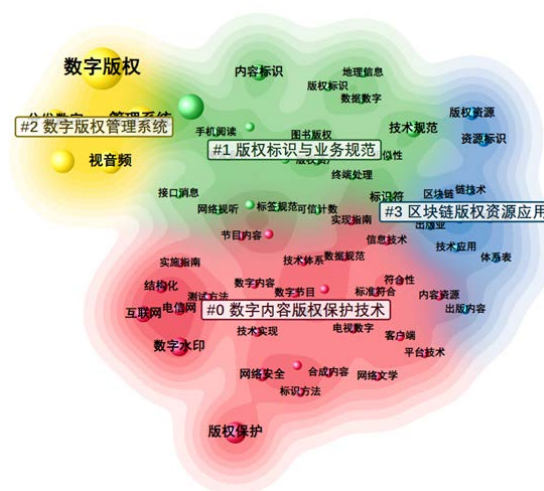 数字版权
内容标识
地理信息
版权标识
数据数字
版权资源
管理系统
#2 数字版权管理系统
手机阅读
图书版权
技术规范
资源标识
#1 版权标识与业务规范
视音频
终端处理
接口消息
标识符
区块链
链技术
网络视听
标签规范
可信计数
#3 区块链版权资源应用
实现指南
出版业
节目内容
信息技术
技术应用
实施指南
技术体系
数据规范
体系表
结构化
数字内容
符合性
测试方法
数字节目
标准符合
内容资源
互联网
电信网
#0 数字内容版权保护技术
出版内容
技术实现
电视数字
客户端
数字水印
平台技术
网络安全
合成内容
网络文学
标识方法
版权保护